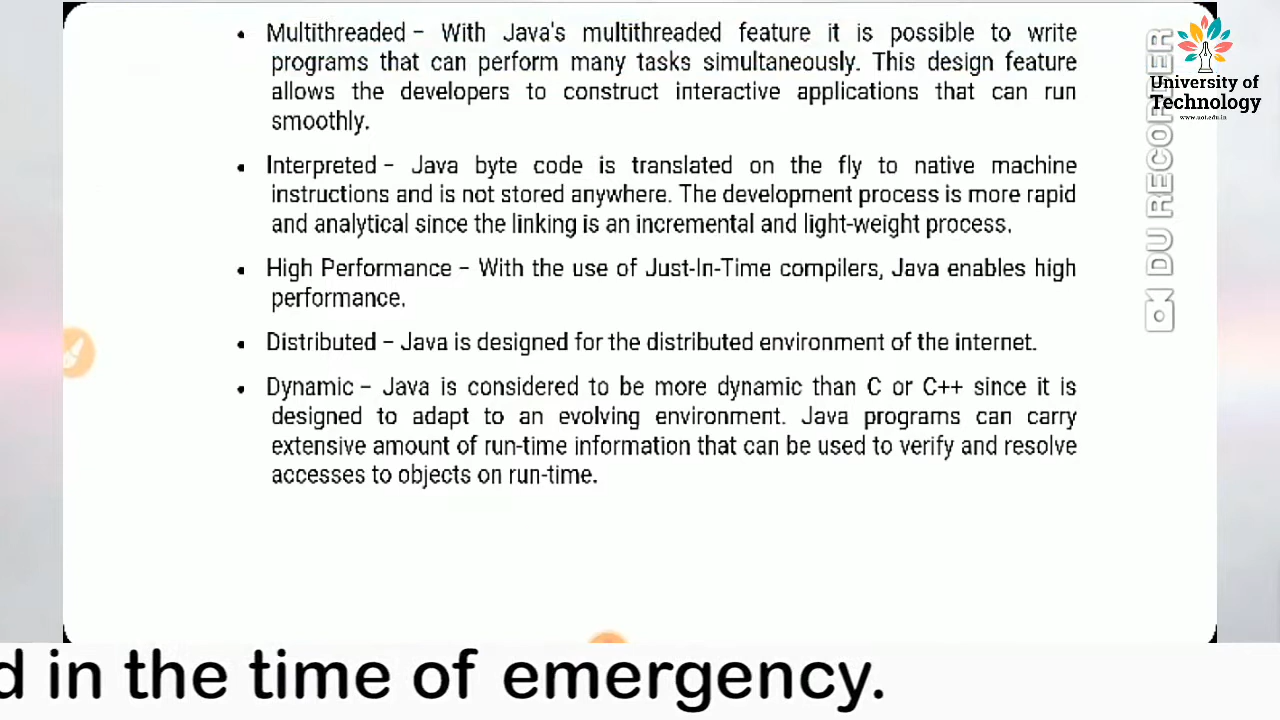 • Multithreaded – With Java's multithreaded feature it is possible to write
programs that can perform many tasks simultaneously. This design feature
allows the developers to construct interactive applications that can run
smoothly.
• Interpreted – Java byte code is translated on the fly to native machine
instructions and is not stored anywhere. The development process is more rapid
and analytical since the linking is an incremental and light-weight process.
• High Performance – With the use of Just-In-Time compilers, Java enables high
performance.
• Distributed – Java is designed for the distributed environment of the internet.
• Dynamic – Java is considered to be more dynamic than C or C++ since it is
designed to adapt to an evolving environment. Java programs can carry
extensive amount of run-time information that can be used to verify and resolve
accesses to objects on run-time.
DU RECORDER
University of
Technology
www.uot.edu.in
d in the time of emergency.